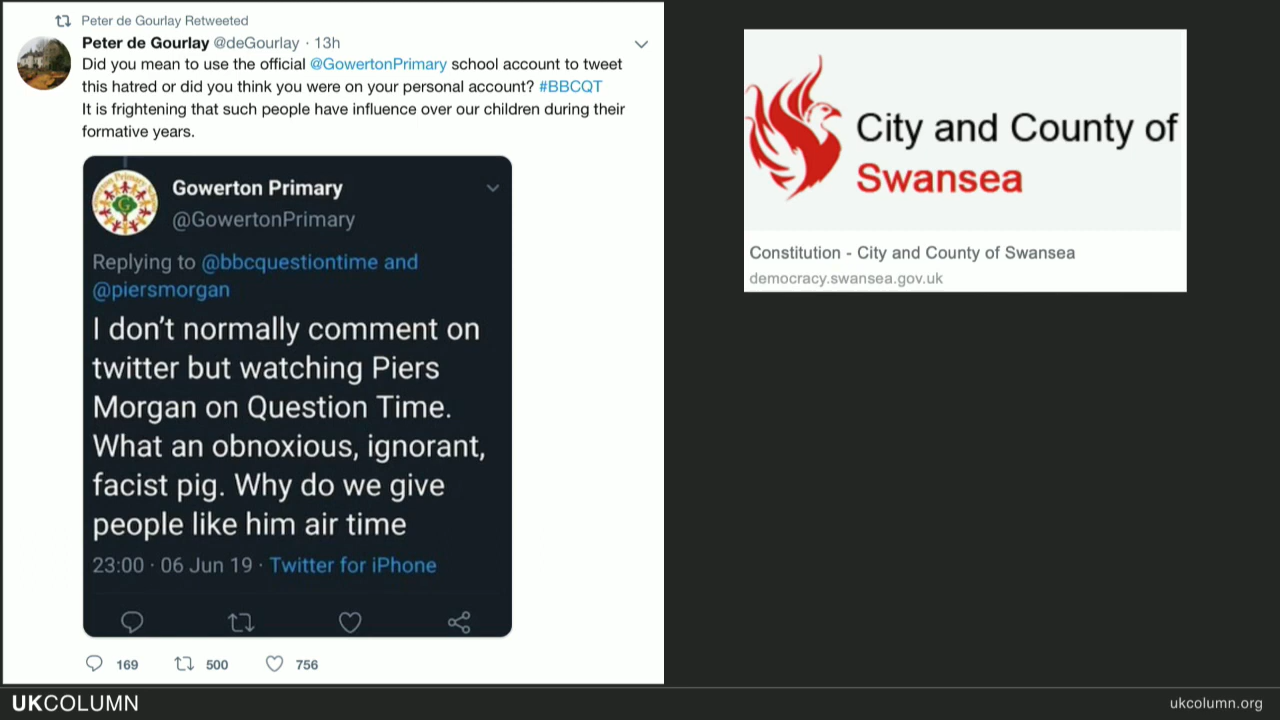 Peter de Gourlay Retweeted
Peter de Gourlay @deGourlay · 13h
Did you mean to use the official @GowertonPrimary school account to tweet
this hatred or did you think you were on your personal account? #BBCQT
It is frightening that such people have influence over our children during their
formative years.
Gowerton Primary
@GowertonPrimary
Replying to @bbcquestiontime and
@piersmorgan
I don't normally comment on
twitter but watching Piers
Morgan on Question Time.
What an obnoxious, ignorant,
facist pig. Why do we give
people like him air time
23:00 · 06 Jun 19 · Twitter for iPhone
169 500 756
City and County of
Swansea
Constitution - City and County of Swansea
democracy.swansea.gov.uk
UKCOLUMN
ukcolumn.org